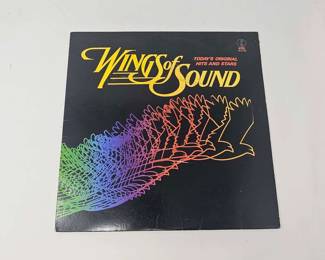 WINGS of SOUND
TODAY'S ORIGINAL
HITS AND STARS